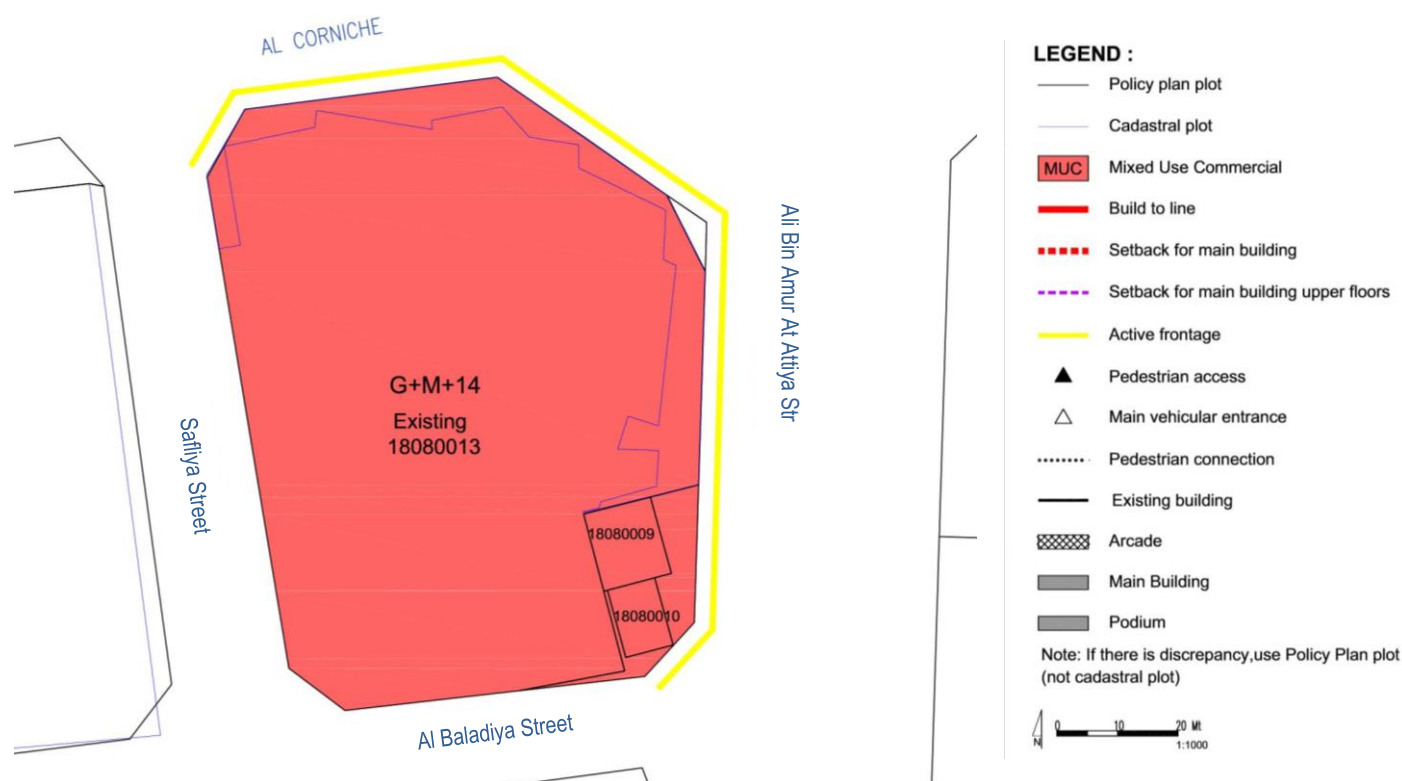 AL CORNICHE
Ali Bin Amur At Attiya Str
G+M+14
Existing
18080013
Safliya Street
18080009
18080010
Al Baladiya Street
LEGEND :
Policy plan plot
Cadastral plot
MUC Mixed Use Commercial
Build to line
Setback for main building
Setback for main building upper floors
Active frontage
Pedestrian access
Main vehicular entrance
Pedestrian connection
Existing building
Arcade
Main Building
Podium
Note: If there is discrepancy,use Policy Plan plot
(not cadastral plot)
N
0 10 20 Mt
1:1000